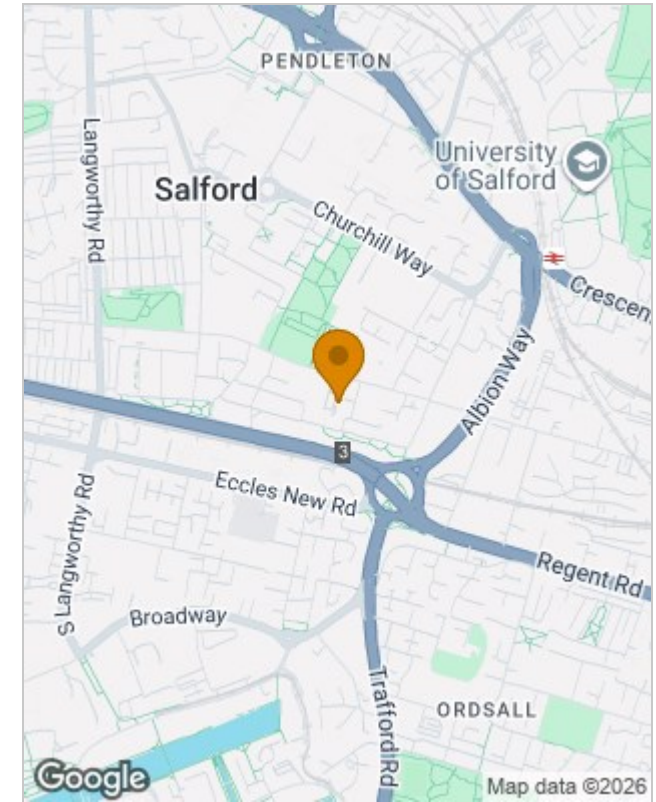 PENDLETON
Langworthy Rd
University
of Salford
Salford
Churchill Way
Crescen
Albion Way
3
Eccles New Rd
S Langworthy Rd
Regent Rd
Broadway
Trafford Rd
ORDSALL
Google
Map data ©2026